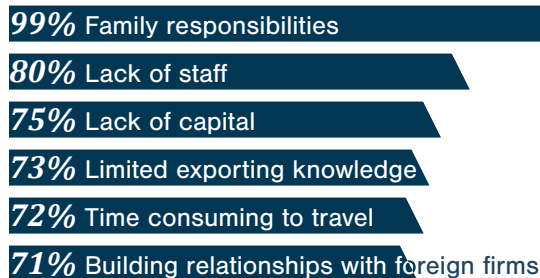 99% Family responsibilities
80% Lack of staff
75% Lack of capital
73% Limited exporting knowledge
72% Time consuming to travel
71% Building relationships with foreign firms